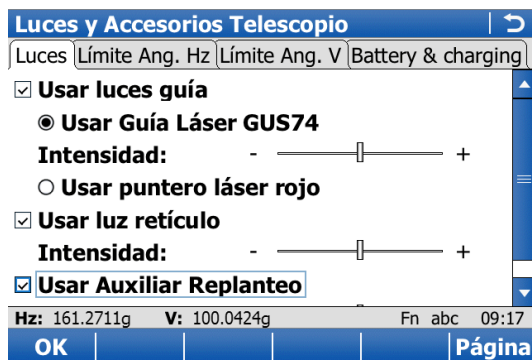 Luces y Accesorios Telescopio
Luces Límite Ang. Hz Límite Ang. V Battery & charging
Usar luces guía
Usar Guía Láser GUS74
Intensidad: - +
Usar puntero láser rojo
Usar luz retículo
Intensidad: - +
Usar Auxiliar Replanteo
Hz: 161.2711g V: 100.0424g Fn abc 09:17
OK Página